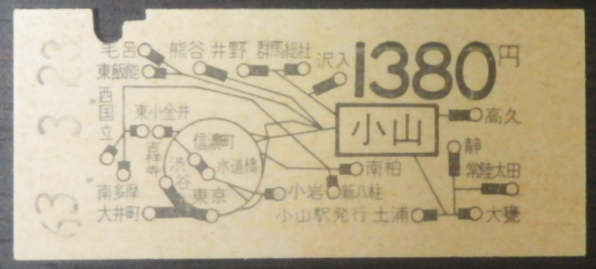 63. 3. 23
毛呂 熊谷 井野 群馬総社 沢入 1380円
東飯能
高久
西国立
東小金井
小山
信濃町
静
吉祥寺
渋谷
水道橋
南柏
常陸太田
南多摩
東京
小岩
新八柱
大井町
小山駅発行
土浦
大甕